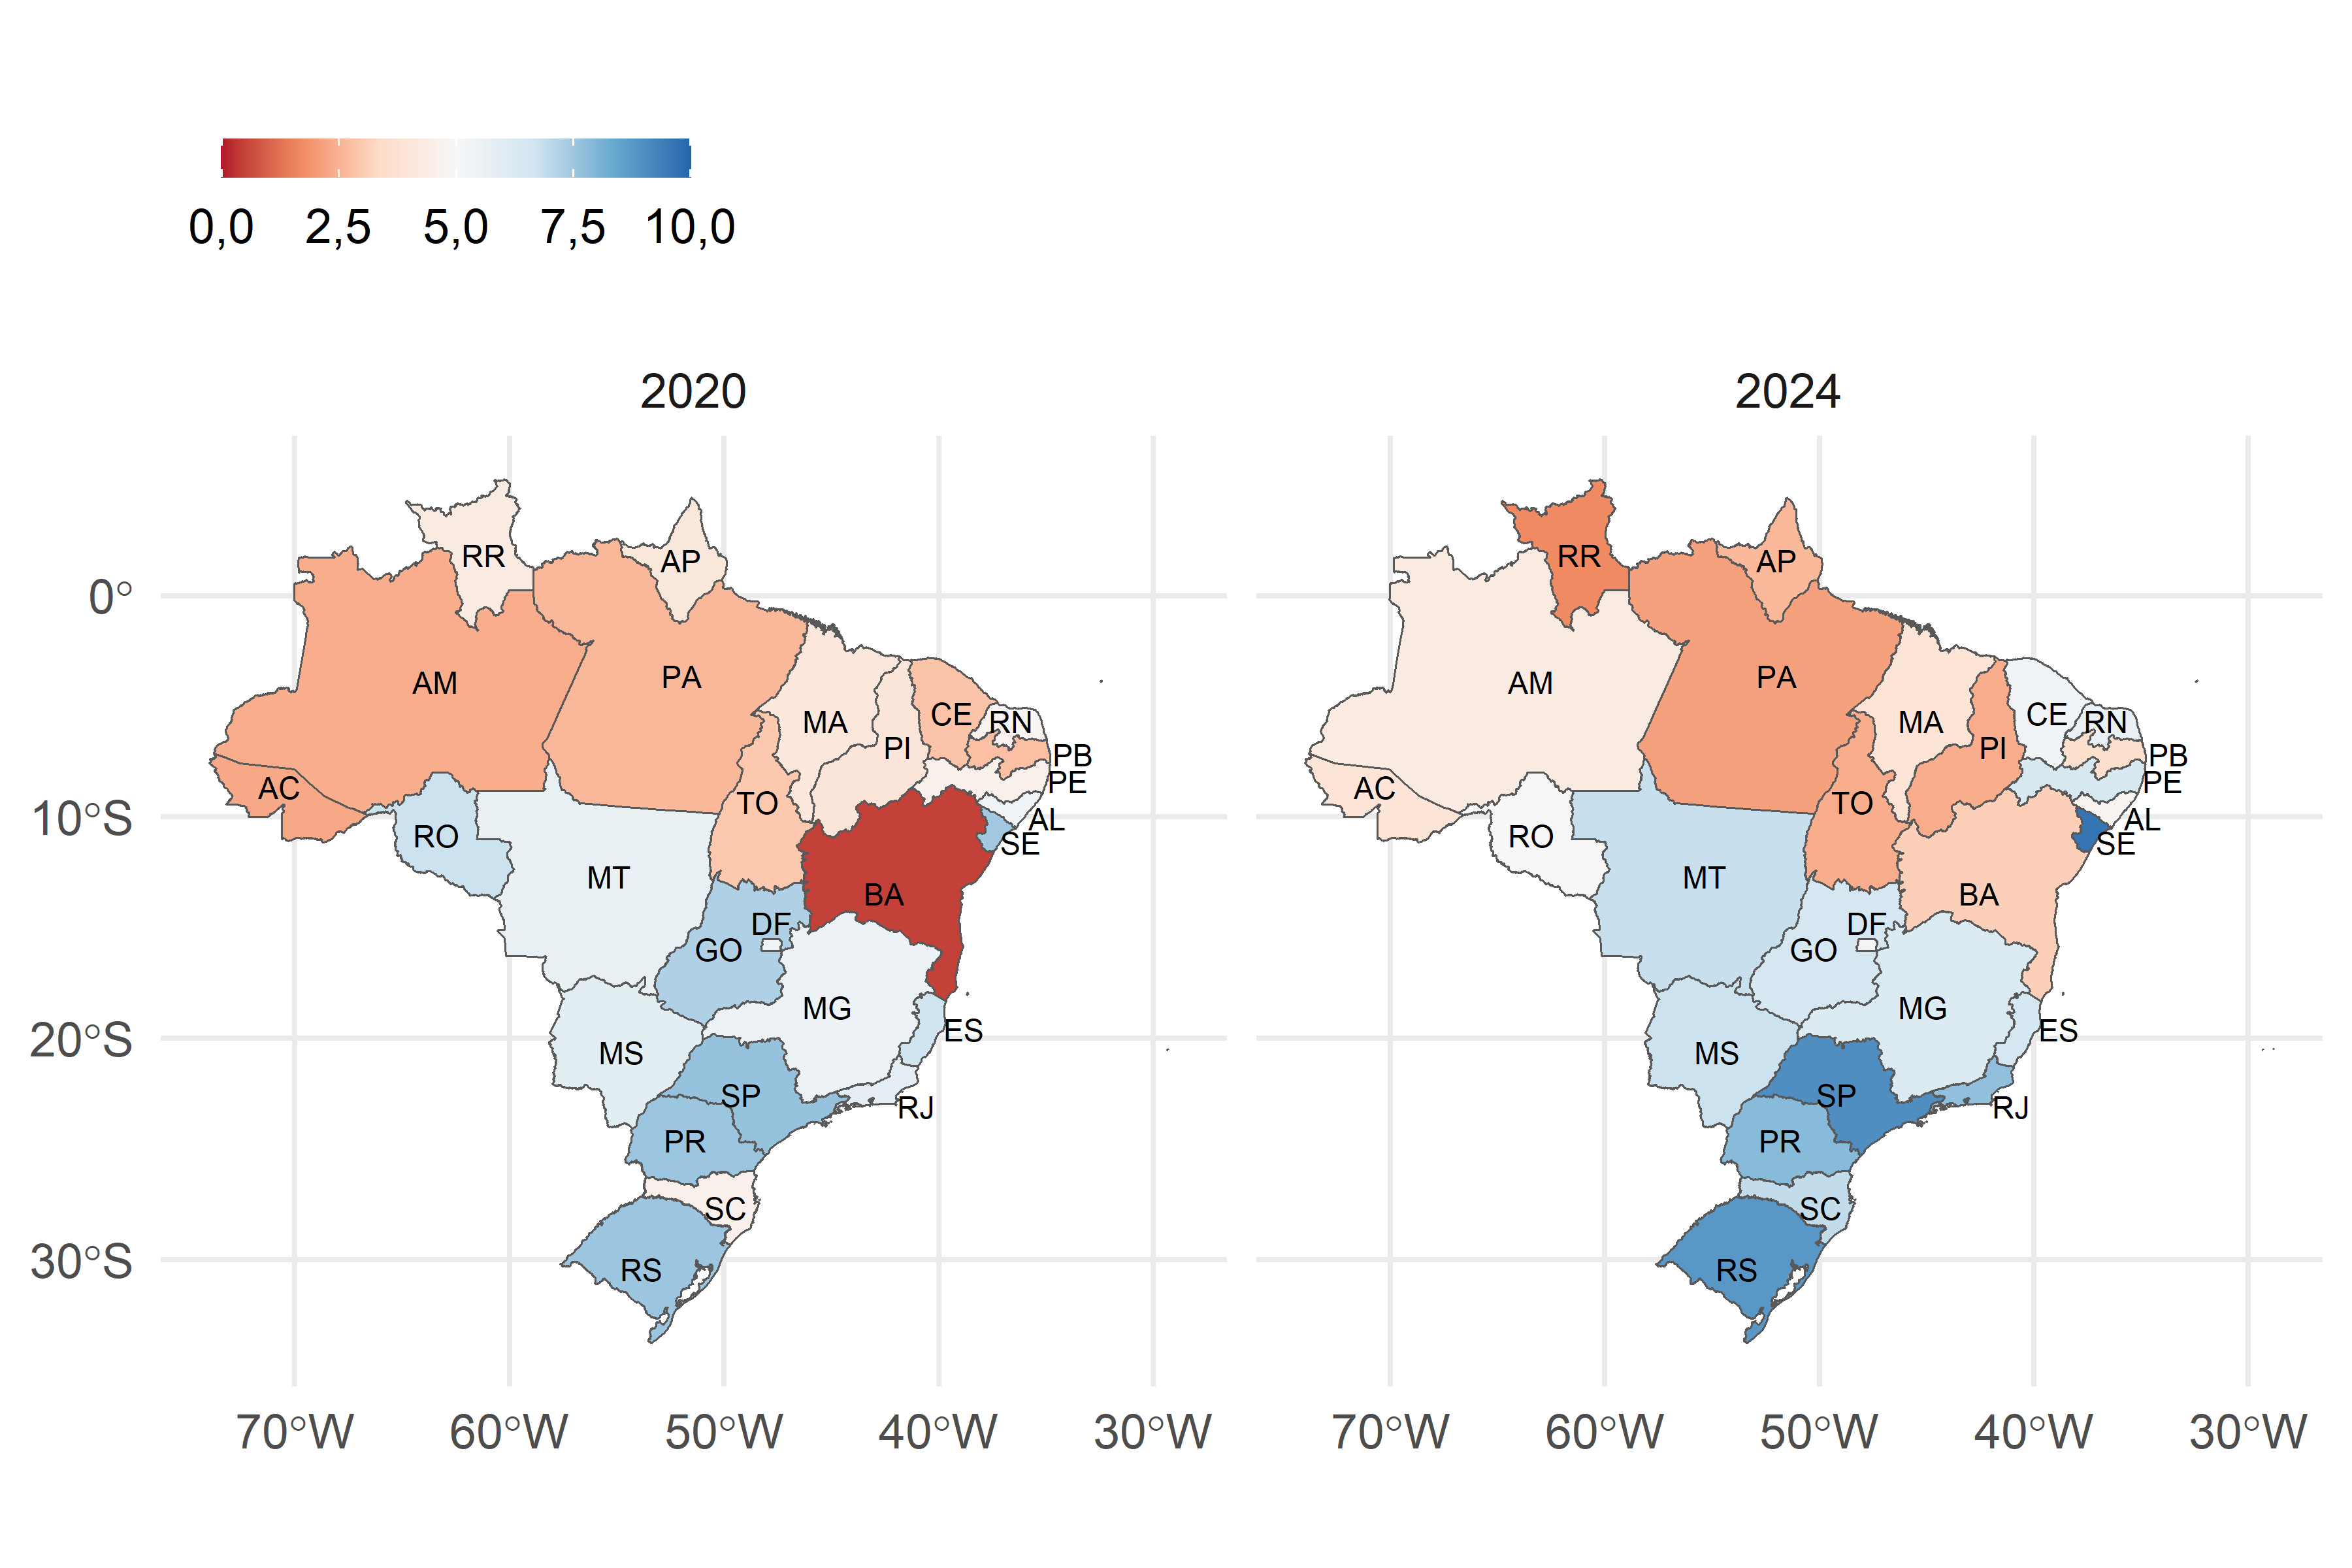 0,0 2,5 5,0 7,5 10,0
2020 2024
RR AP
RR AP
0°
AM PA MA PI CE RN PB PE
AM PA MA PI CE RN PB PE
AC RO TO AL SE
AC RO TO AL SE
10°S
MT BA DF GO
MT BA DF GO
MG ES
MG ES
20°S
MS SP RJ
MS SP RJ
PR SC
PR SC
30°S
RS
RS
70°W 60°W 50°W 40°W 30°W 70°W 60°W 50°W 40°W 30°W